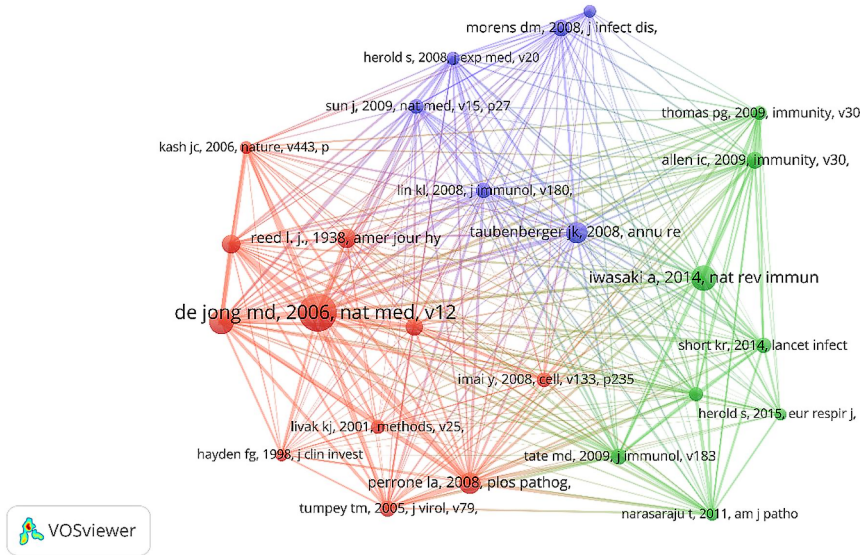 morens dm, 2008, j infect dis,
herold s, 2008, j exp med, v20
sun j, 2009, nat med, v15, p27
thomas pg, 2009, immunity, v30
kash jc, 2006, nature, v443, p
allen ic, 2009, immunity, v30,
lin kl, 2008, j immunol, v180,
reed l. j., 1938, amer jour hy
taubenberger jk, 2008, annu re
iwasaki a, 2014, nat rev immun
de jong md, 2006, nat med, v12
short kr, 2014, lancet infect
imai y, 2008, cell, v133, p235
herold s, 2015, eur respir j,
livak kj, 2001, methods, v25,
hayden fg, 1998, j clin invest
tate md, 2009, j immunol, v183
perrone la, 2008, plos pathog,
tumpey tm, 2005, j virol, v79,
narasaraju t, 2011, am j patho
VOSviewer